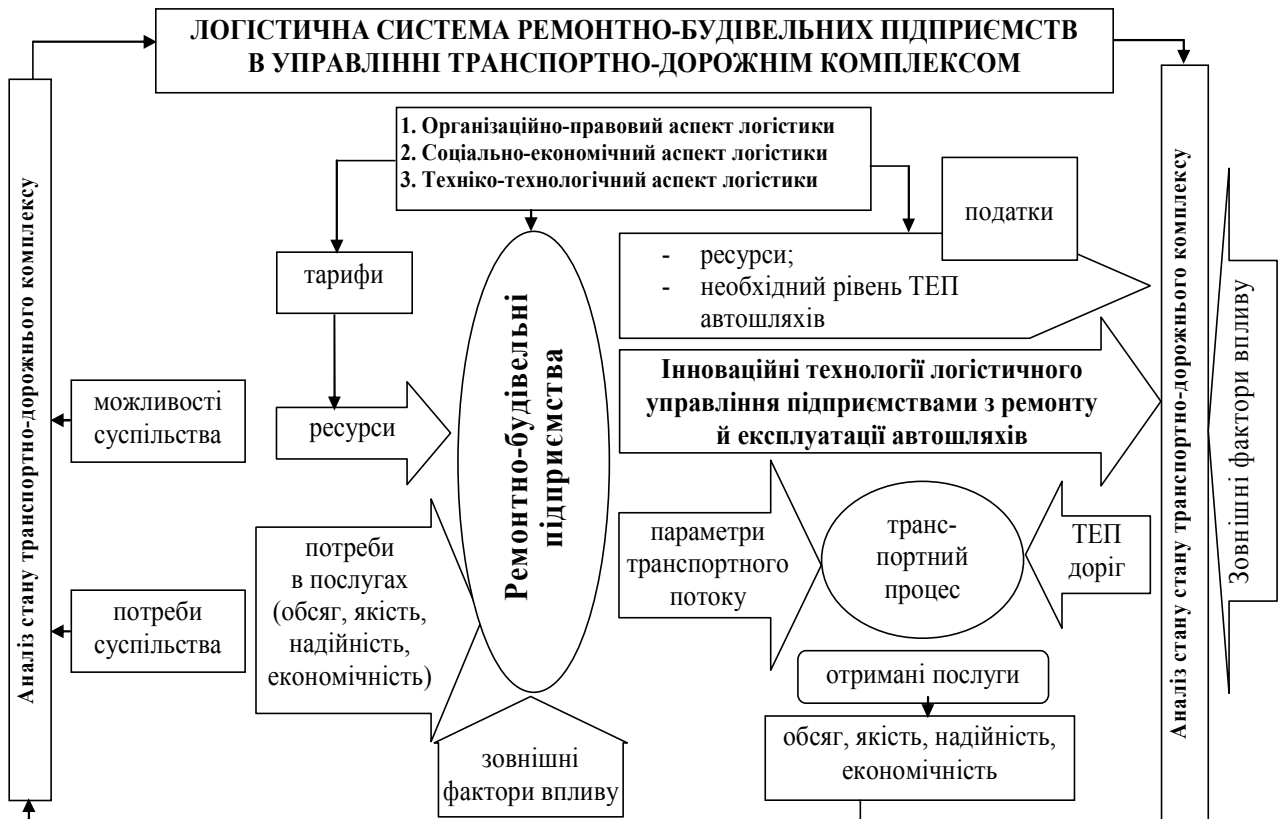 ЛОГІСТИЧНА СИСТЕМА РЕМОНТНО-БУДІВЕЛЬНИХ ПІДПРИЄМСТВ
В УПРАВЛІННІ ТРАНСПОРТНО-ДОРОЖНІМ КОМПЛЕКСОМ
Аналіз стану транспортно-дорожнього комплексу
1. Організаційно-правовий аспект логістики
2. Соціально-економічний аспект логістики
3. Техніко-технологічний аспект логістики
тарифи
ресурси
можливості
суспільства
потреби
суспільства
потреби
в послугах
(обсяг, якість,
надійність,
економічність)
Ремонтно-будівельні
підприємства
зовнішні
фактори впливу
податки
- ресурси;
- необхідний рівень ТЕП
автошляхів
Інноваційні технології логістичного
управління підприємствами з ремонту
й експлуатації автошляхів
параметри
транспортного
потоку
транс-
портний
процес
ТЕП
доріг
отримані послуги
обсяг, якість, надійність,
економічність
Аналіз стану стану транспортно-дорожнього комплексу
Зовнішні фактори впливу